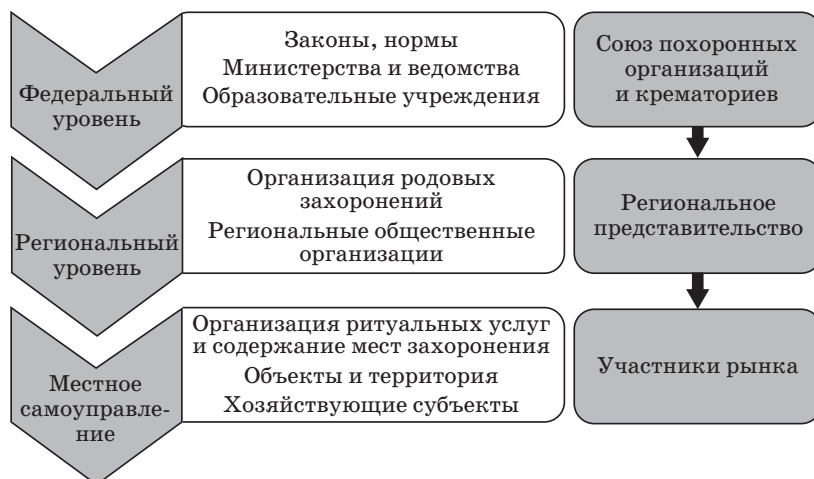 Федеральный
уровень
Законы, нормы
Министерства и ведомства
Образовательные учреждения
Союз похоронных
организаций
и крематориев
Региональный
уровень
Организация родовых
захоронений
Региональные общественные
организации
Региональное
представительство
Местное
самоуправле-
ние
Организация ритуальных услуг
и содержание мест захоронения
Объекты и территория
Хозяйствующие субъекты
Участники рынка